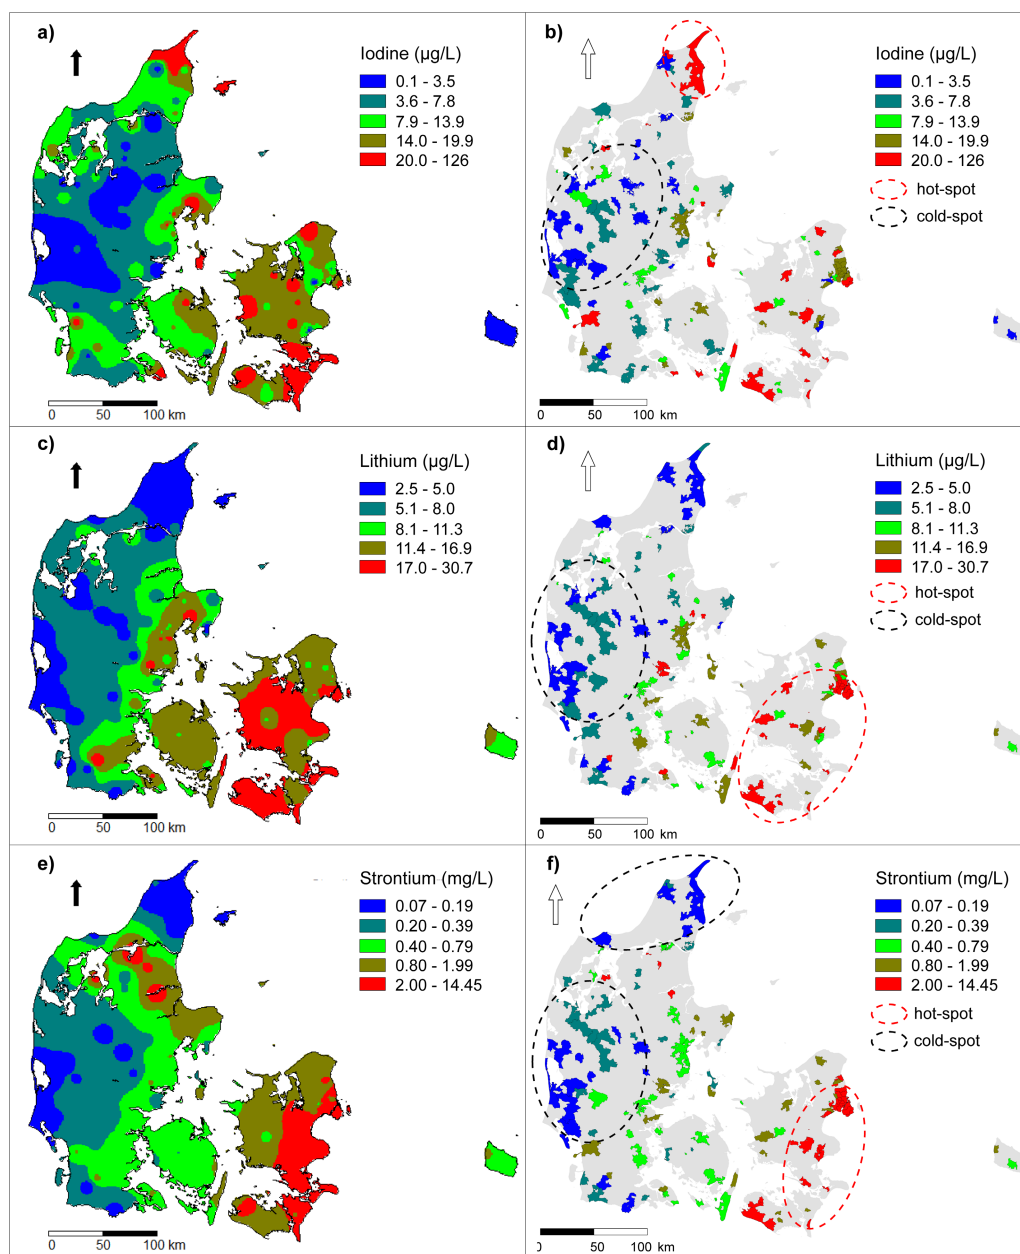 a)
Iodine (µg/L)
0.1 - 3.5
3.6 - 7.8
7.9 - 13.9
14.0 - 19.9
20.0 - 126
0 50 100 km
b)
Iodine (µg/L)
0.1 - 3.5
3.6 - 7.8
7.9 - 13.9
14.0 - 19.9
20.0 - 126
hot-spot
cold-spot
0 50 100 km
c)
Lithium (µg/L)
2.5 - 5.0
5.1 - 8.0
8.1 - 11.3
11.4 - 16.9
17.0 - 30.7
0 50 100 km
d)
Lithium (µg/L)
2.5 - 5.0
5.1 - 8.0
8.1 - 11.3
11.4 - 16.9
17.0 - 30.7
hot-spot
cold-spot
0 50 100 km
e)
Strontium (mg/L)
0.07 - 0.19
0.20 - 0.39
0.40 - 0.79
0.80 - 1.99
2.00 - 14.45
0 50 100 km
f)
Strontium (mg/L)
0.07 - 0.19
0.20 - 0.39
0.40 - 0.79
0.80 - 1.99
2.00 - 14.45
hot-spot
cold-spot
0 50 100 km